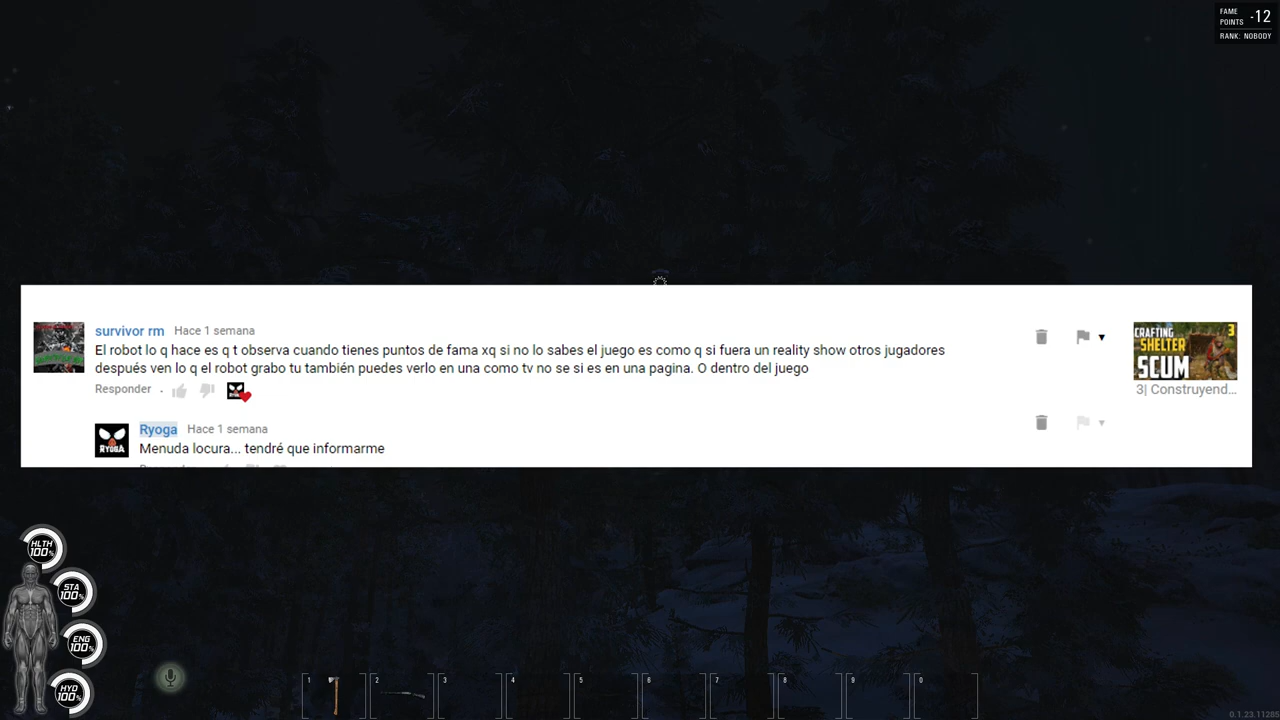 FAME
POINTS -12
RANK: NOBODY
survivor rm Hace 1 semana
El robot lo q hace es q t observa cuando tienes puntos de fama xq si no lo sabes el juego es como q si fuera un reality show otros jugadores
después ven lo q el robot grabo tu también puedes verlo en una como tv no se si es en una pagina. O dentro del juego
Responder
CRAFTING 3
SHELTER
SCUM
3| Construyend...
Ryoga Hace 1 semana
RYOGA
Menuda locura... tendré que informarme
HLTH
100%
STA
100%
ENG
100%
HYD
100%
1 2 3 4 5 6 7 8 9 0